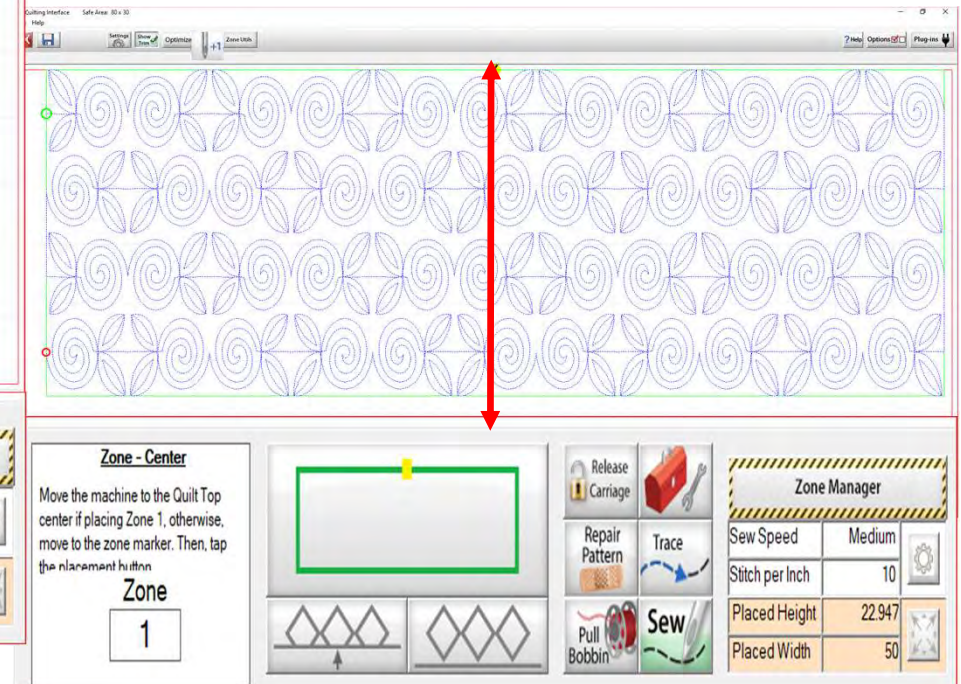 Quilting Interface Safe Area: 80 x 30
Help
Settings Show Trim Optimize +1 Zone Utils ? Help Options Plug-ins
Zone - Center
Move the machine to the Quilt Top
center if placing Zone 1, otherwise,
move to the zone marker. Then, tap
the placement button
Zone
1
Release
Carriage
Repair
Pattern
Trace
Pull
Bobbin
Sew
Zone Manager
Sew Speed Medium
Stitch per Inch 10
Placed Height 22.947
Placed Width 50